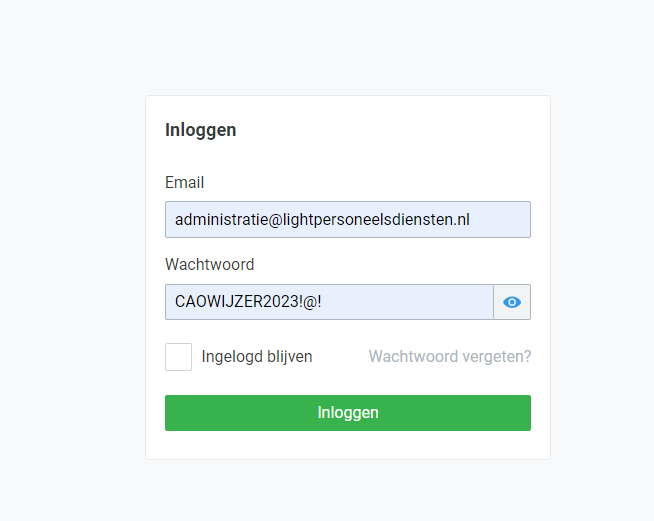 Inloggen
Email
administratie@lightpersoneelsdiensten.nl
Wachtwoord
CAOWIJZER2023!@!
Ingelogd blijven Wachtwoord vergeten?
Inloggen